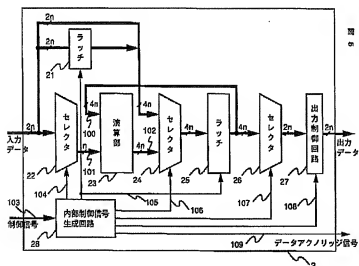 2n
2n
ラッチ
21
図 5
2n
4n
4n
4n
4n
2n
2n
入力
データ
セレクタ
100
演算部
102
セレクタ
ラッチ
セレクタ
出力制御
回路
出力
データ
2n
101
22
104
23
24
25
26
27
105
106
107
108
103
制御信号
内部制御信号
生成回路
28
109
データアクノリッジ信号
2